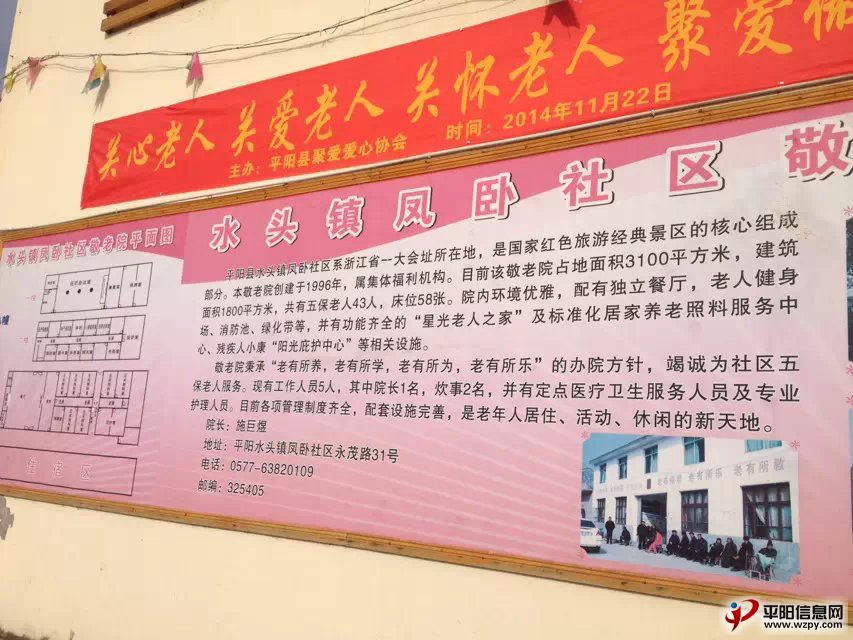 关心老人 关爱老人 关怀老人 聚爱
主办：平阳县聚爱爱心协会 时间：2014年11月22日
水头镇凤卧社区敬老院平面图
水头镇凤卧社区敬
平阳县水头镇凤卧社区系浙江省一大会址所在地，是国家红色旅游经典景区的核心组成
部分。本敬老院创建于1996年，属集体福利机构。目前该敬老院占地面积3100平方米，建筑
面积1800平方米，共有五保老人43人，床位58张。院内环境优雅，配有独立餐厅，老人健身
场、消防池、绿化带等，并有功能齐全的“星光老人之家”及标准化居家养老照料服务中
心、残疾人小康“阳光庇护中心”等相关设施。
敬老院秉承“老有所养，老有所学，老有所为，老有所乐”的办院方针，竭诚为社区五
保老人服务。现有工作人员5人，其中院长1名，炊事2名，并有定点医疗卫生服务人员及专业
护理人员。目前各项管理制度齐全，配套设施完善，是老年人居住、活动、休闲的新天地。
院长：施巨煜
地址：平阳水头镇凤卧社区永茂路31号
电话：0577-63820109
邮编：325405
老有所乐 老有所教
平阳信息网
www.wzpy.com